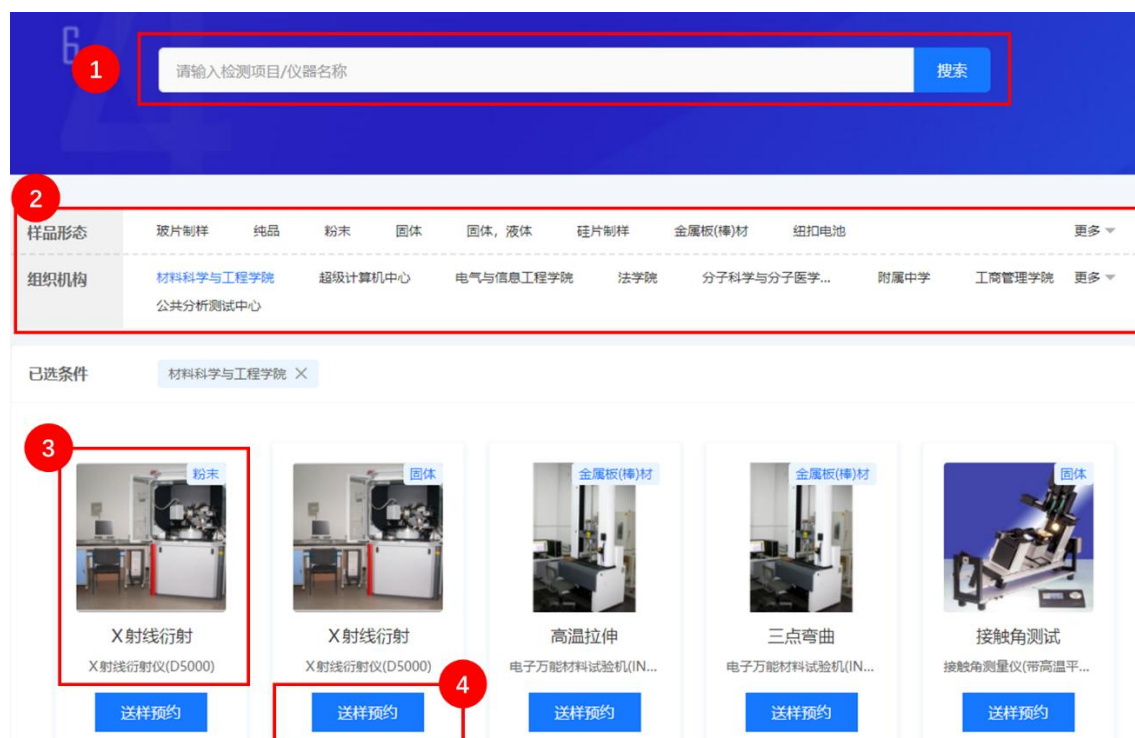 6
4
1
请输入检测项目/仪器名称
搜索
2
样品形态
玻片制样 纯品 粉末 固体 固体，液体 硅片制样 金属板(棒)材 纽扣电池 更多
组织机构
材料科学与工程学院 超级计算机中心 电气与信息工程学院 法学院 分子科学与分子医学... 附属中学 工商管理学院 更多
公共分析测试中心
已选条件 材料科学与工程学院 ×
3
粉末 固体 金属板(棒)材 金属板(棒)材 固体
X射线衍射 X射线衍射 高温拉伸 三点弯曲 接触角测试
X射线衍射仪(D5000) X射线衍射仪(D5000) 电子万能材料试验机(IN... 电子万能材料试验机(IN... 接触角测量仪(带高温平...
4
送样预约 送样预约 送样预约 送样预约 送样预约